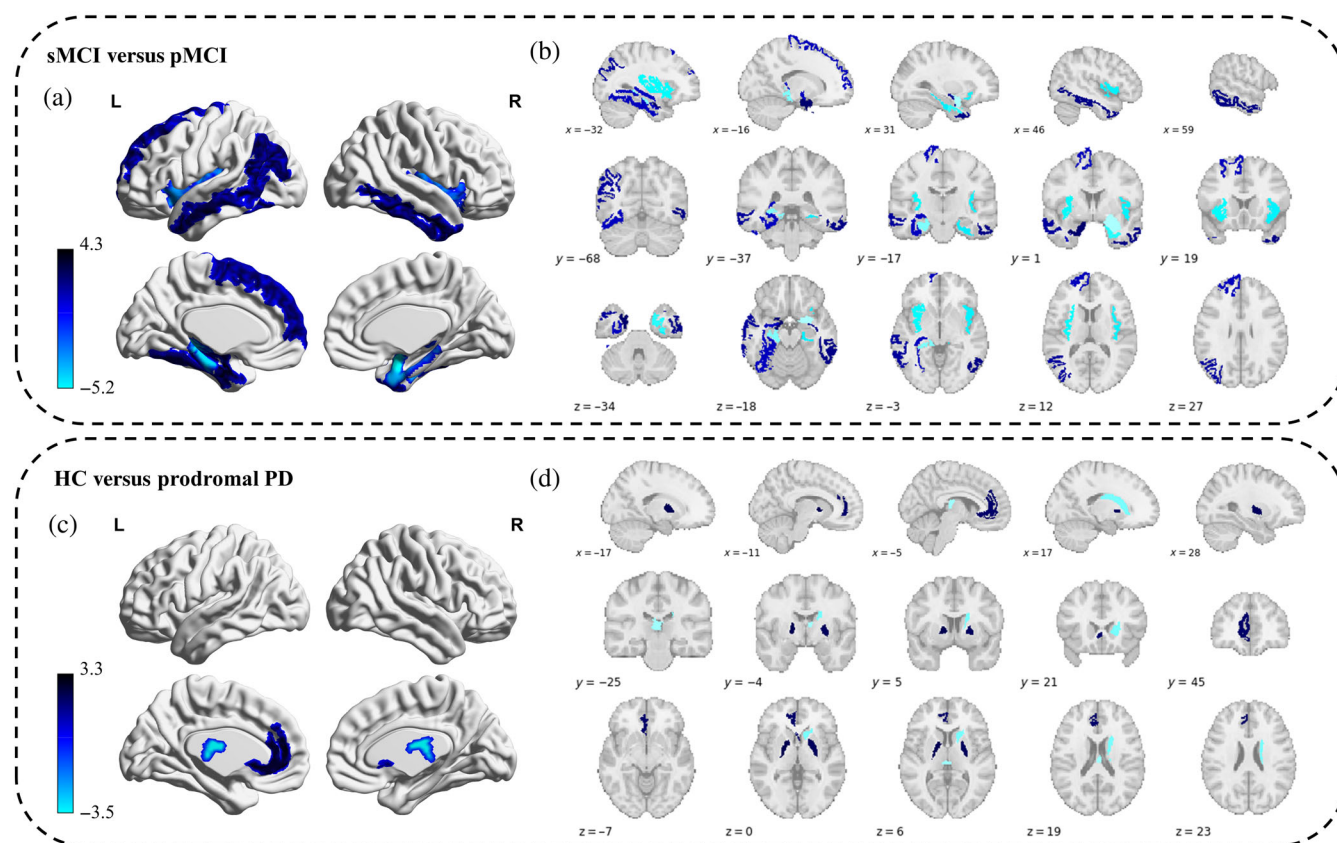 sMCI versus pMCI
(a)
L
R
4.3
−5.2
(b)
x = −32
x = −16
x = 31
x = 46
x = 59
y = −68
y = −37
y = −17
y = 1
y = 19
z = −34
z = −18
z = −3
z = 12
z = 27
HC versus prodromal PD
(c)
L
R
3.3
−3.5
(d)
x = −17
x = −11
x = −5
x = 17
x = 28
y = −25
y = −4
y = 5
y = 21
y = 45
z = −7
z = 0
z = 6
z = 19
z = 23